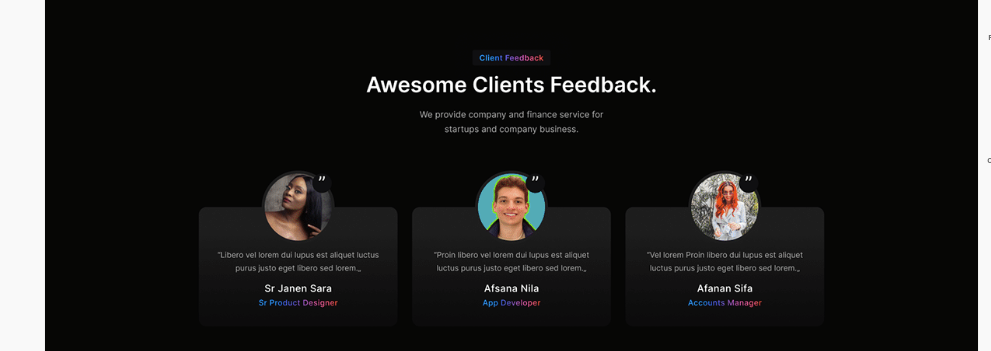 Client Feedback
Awesome Clients Feedback.
We provide company and finance service for
startups and company business.
”
”
”
"Libero vel lorem dui lupus est aliquet luctus
purus justo eget libero sed lorem.„
Sr Janen Sara
Sr Product Designer
"Proin libero vel lorem dui lupus est aliquet
luctus purus justo eget libero sed lorem.„
Afsana Nila
App Developer
"Vel lorem Proin libero dui lupus est aliquet
luctus purus justo eget libero sed lorem.„
Afanan Sifa
Accounts Manager